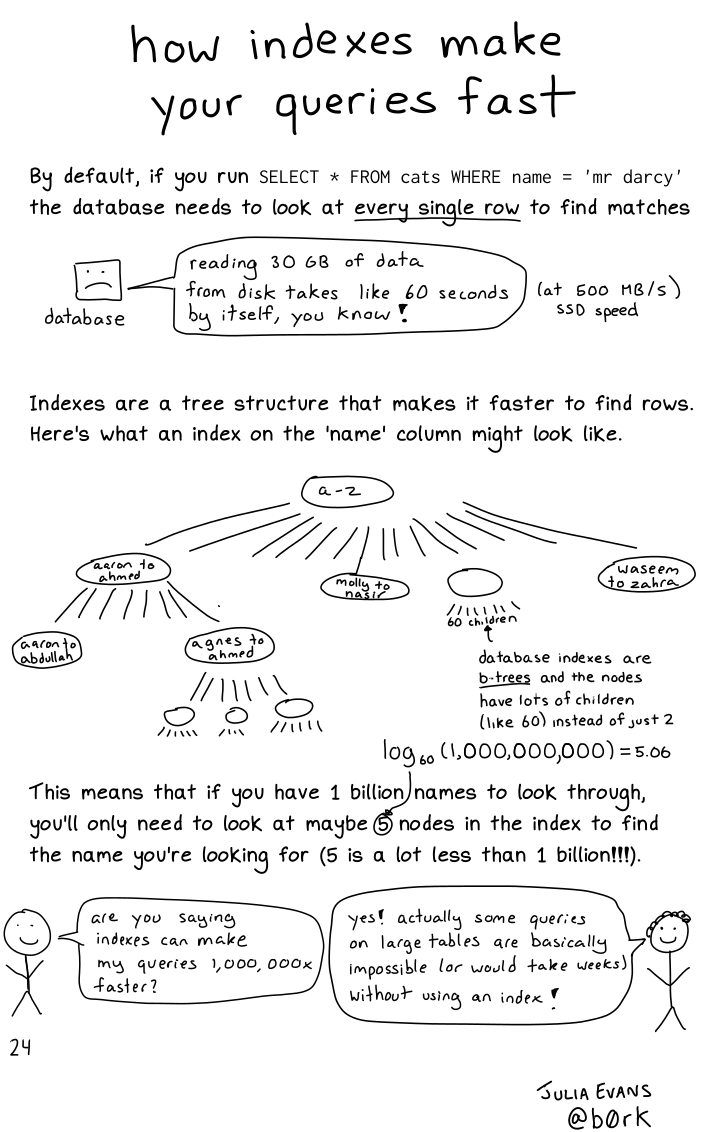 how indexes make
your queries fast
By default, if you run SELECT * FROM cats WHERE name = 'mr darcy'
the database needs to look at every single row to find matches
database
reading 30 GB of data
from disk takes like 60 seconds
by itself, you know!
(at 500 MB/s)
SSD speed
Indexes are a tree structure that makes it faster to find rows.
Here's what an index on the 'name' column might look like.
a-z
aaron to
ahmed
molly to
nasir
60 children
waseem
to zahra
aaron to
abdullah
agnes to
ahmed
database indexes are
b-trees and the nodes
have lots of children
(like 60) instead of just 2
log60(1,000,000,000) = 5.06
This means that if you have 1 billion names to look through,
you'll only need to look at maybe 5 nodes in the index to find
the name you're looking for (5 is a lot less than 1 billion!!!).
are you saying
indexes can make
my queries 1,000,000x
faster?
yes! actually some queries
on large tables are basically
impossible (or would take weeks)
without using an index!
24
JULIA EVANS
@b0rk